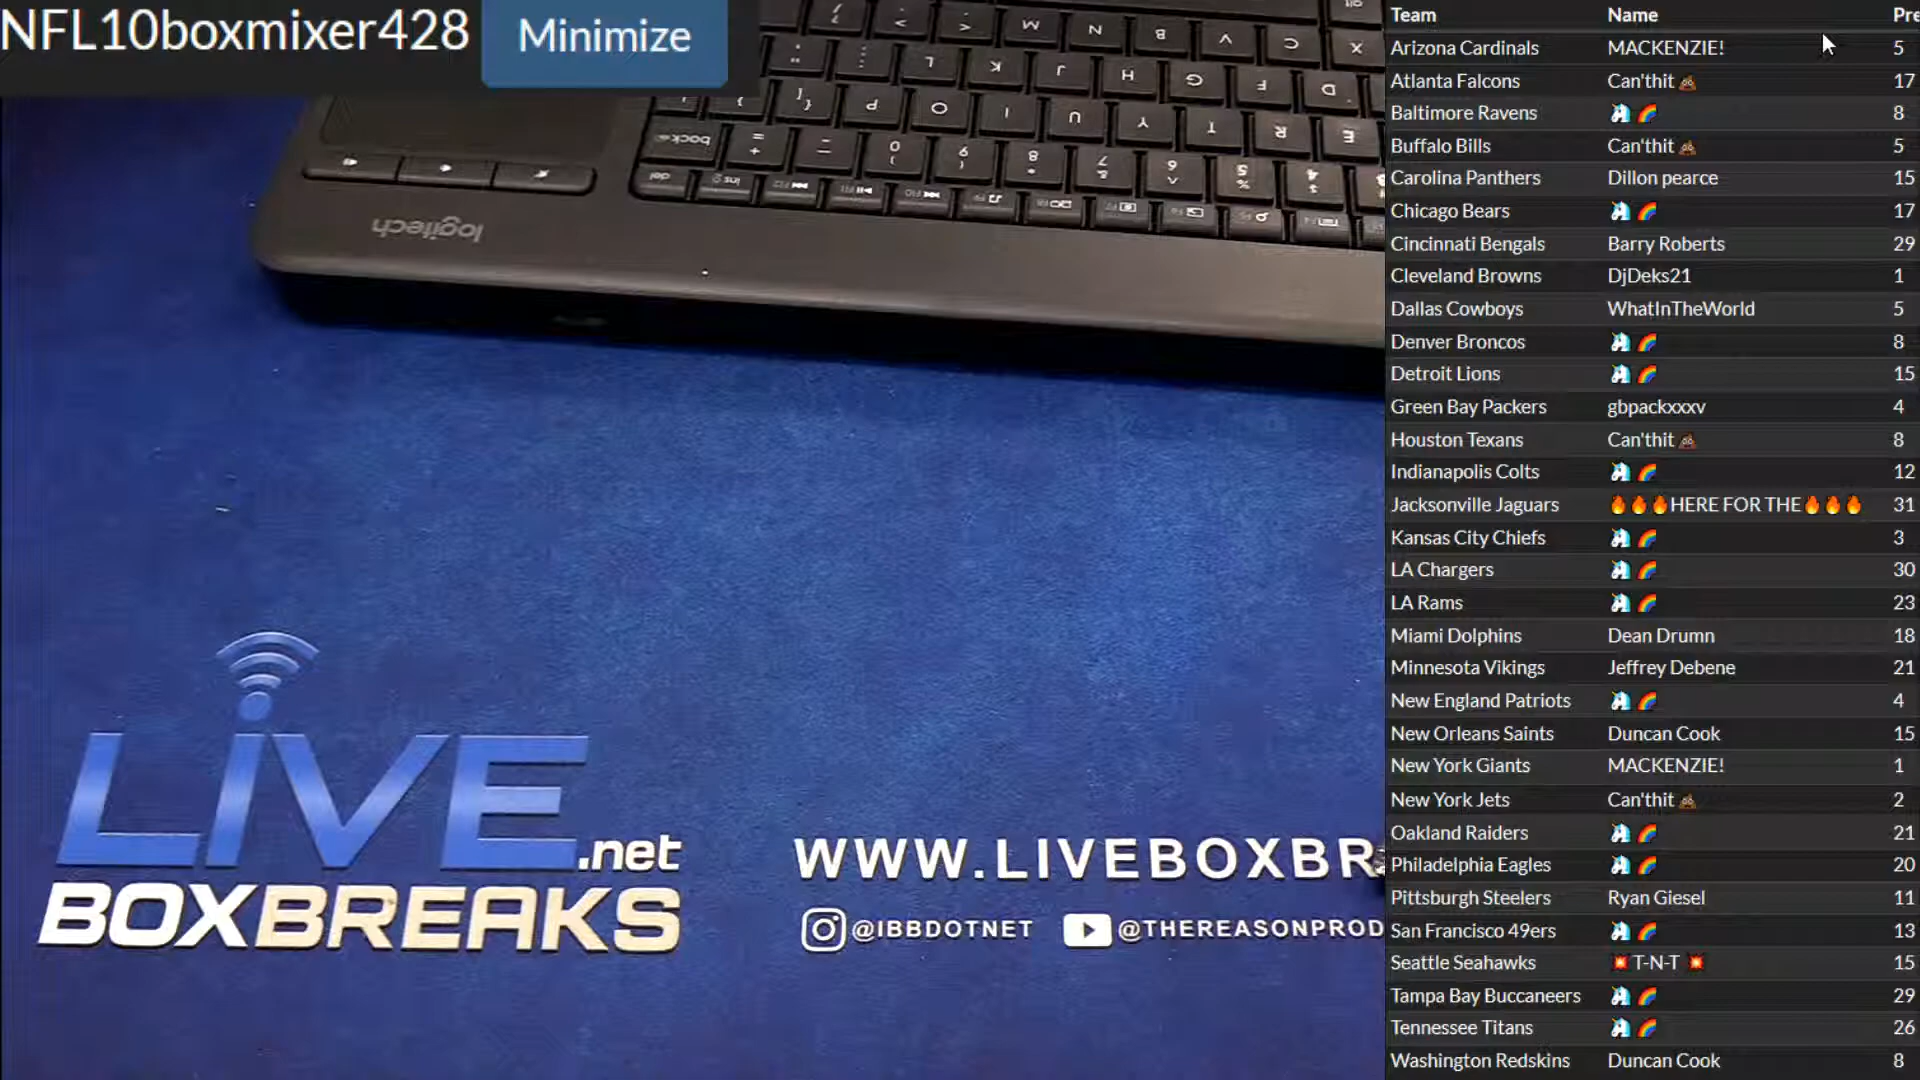 NFL10boxmixer428
Minimize
logitech
LIVE.net
BOXBREAKS
WWW.LIVEBOXBR
@IBBDOTNET
@THEREASONPROD
Team Name Pre
Arizona Cardinals MACKENZIE! 5
Atlanta Falcons Can'thit 💩 17
Baltimore Ravens 🦄🌈 8
Buffalo Bills Can'thit 💩 5
Carolina Panthers Dillon pearce 15
Chicago Bears 🦄🌈 17
Cincinnati Bengals Barry Roberts 29
Cleveland Browns DjDeks21 1
Dallas Cowboys WhatInTheWorld 5
Denver Broncos 🦄🌈 8
Detroit Lions 🦄🌈 15
Green Bay Packers gbpackxxxv 4
Houston Texans Can'thit 💩 8
Indianapolis Colts 🦄🌈 12
Jacksonville Jaguars 🔥🔥🔥HERE FOR THE🔥🔥🔥 31
Kansas City Chiefs 🦄🌈 3
LA Chargers 🦄🌈 30
LA Rams 🦄🌈 23
Miami Dolphins Dean Drumn 18
Minnesota Vikings Jeffrey Debene 21
New England Patriots 🦄🌈 4
New Orleans Saints Duncan Cook 15
New York Giants MACKENZIE! 1
New York Jets Can'thit 💩 2
Oakland Raiders 🦄🌈 21
Philadelphia Eagles 🦄🌈 20
Pittsburgh Steelers Ryan Giesel 11
San Francisco 49ers 🦄🌈 13
Seattle Seahawks 💥 T-N-T 💥 15
Tampa Bay Buccaneers 🦄🌈 29
Tennessee Titans 🦄🌈 26
Washington Redskins Duncan Cook 8